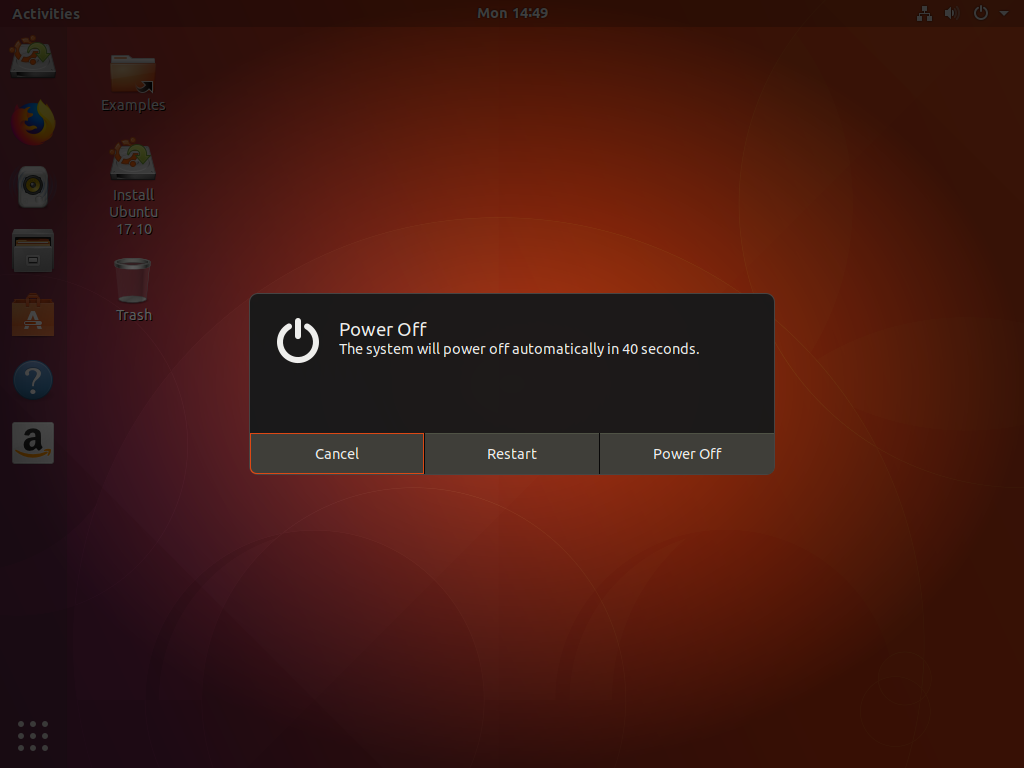 Activities
Mon 14:49
Examples
Install
Ubuntu
17.10
Trash
Power Off
The system will power off automatically in 40 seconds.
Cancel
Restart
Power Off